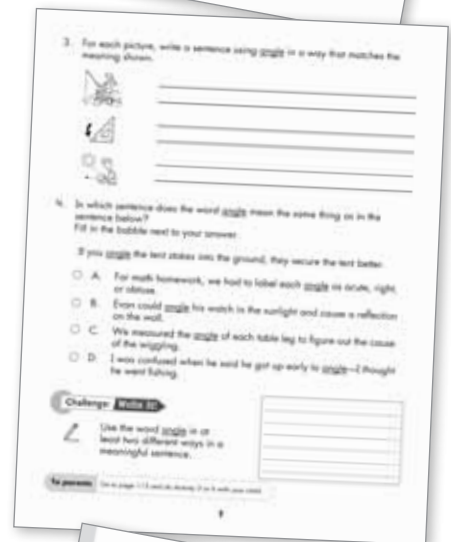 3. For each picture, write a sentence using angle in a way that matches the
meaning shown.
4. In which sentence does the word angle mean the same thing as in the
sentence below?
Fill in the bubble next to your answer.
If you angle the tent stakes into the ground, they secure the tent better.
A. For math homework, we had to label each angle as acute, right,
or obtuse.
B. Evan could angle his watch in the sunlight and cause a reflection
on the wall.
C. We measured the angle of each table leg to figure out the cause
of the wiggling.
D. I was confused when he said he got up early to angle—I thought
he went fishing.
Challenge: Write It!
Use the word angle in at
least two different ways in a
meaningful sentence.
To parents
9